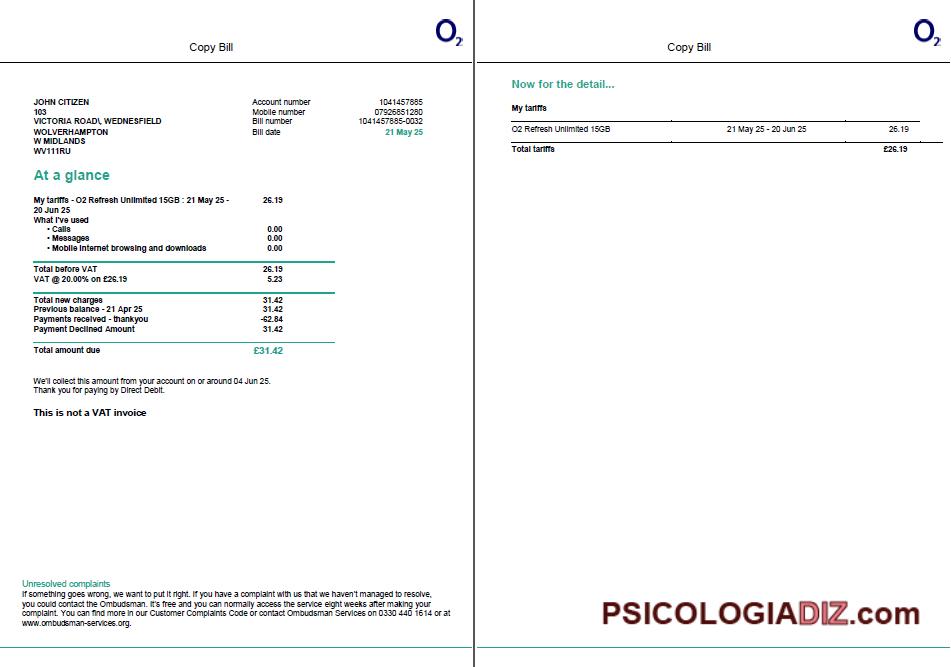 O2
Copy Bill
JOHN CITIZEN
103
VICTORIA ROAD\, WEDNESFIELD
WOLVERHAMPTON
W MIDLANDS
WV111RU
Account number 1041457885
Mobile number 07926851280
Bill number 1041457885-0032
Bill date 21 May 25
At a glance
My tariffs - O2 Refresh Unlimited 15GB : 21 May 25 - 26.19
20 Jun 25
What I've used
• Calls 0.00
• Messages 0.00
• Mobile Internet browsing and downloads 0.00
Total before VAT 26.19
VAT @ 20.00% on £26.19 5.23
Total new charges 31.42
Previous balance - 21 Apr 25 31.42
Payments received - thankyou -62.84
Payment Declined Amount 31.42
Total amount due £31.42
We'll collect this amount from your account on or around 04 Jun 25.
Thank you for paying by Direct Debit.
This is not a VAT invoice
Unresolved complaints
If something goes wrong, we want to put it right. If you have a complaint with us that we haven't managed to resolve,
you could contact the Ombudsman. It's free and you can normally access the service eight weeks after making your
complaint. You can find more in our Customer Complaints Code or contact Ombudsman Services on 0330 440 1614 or at
www.ombudsman-services.org.
O2
Copy Bill
Now for the detail...
My tariffs
O2 Refresh Unlimited 15GB 21 May 25 - 20 Jun 25 26.19
Total tariffs £26.19
PSICOLOGIADIZ.com